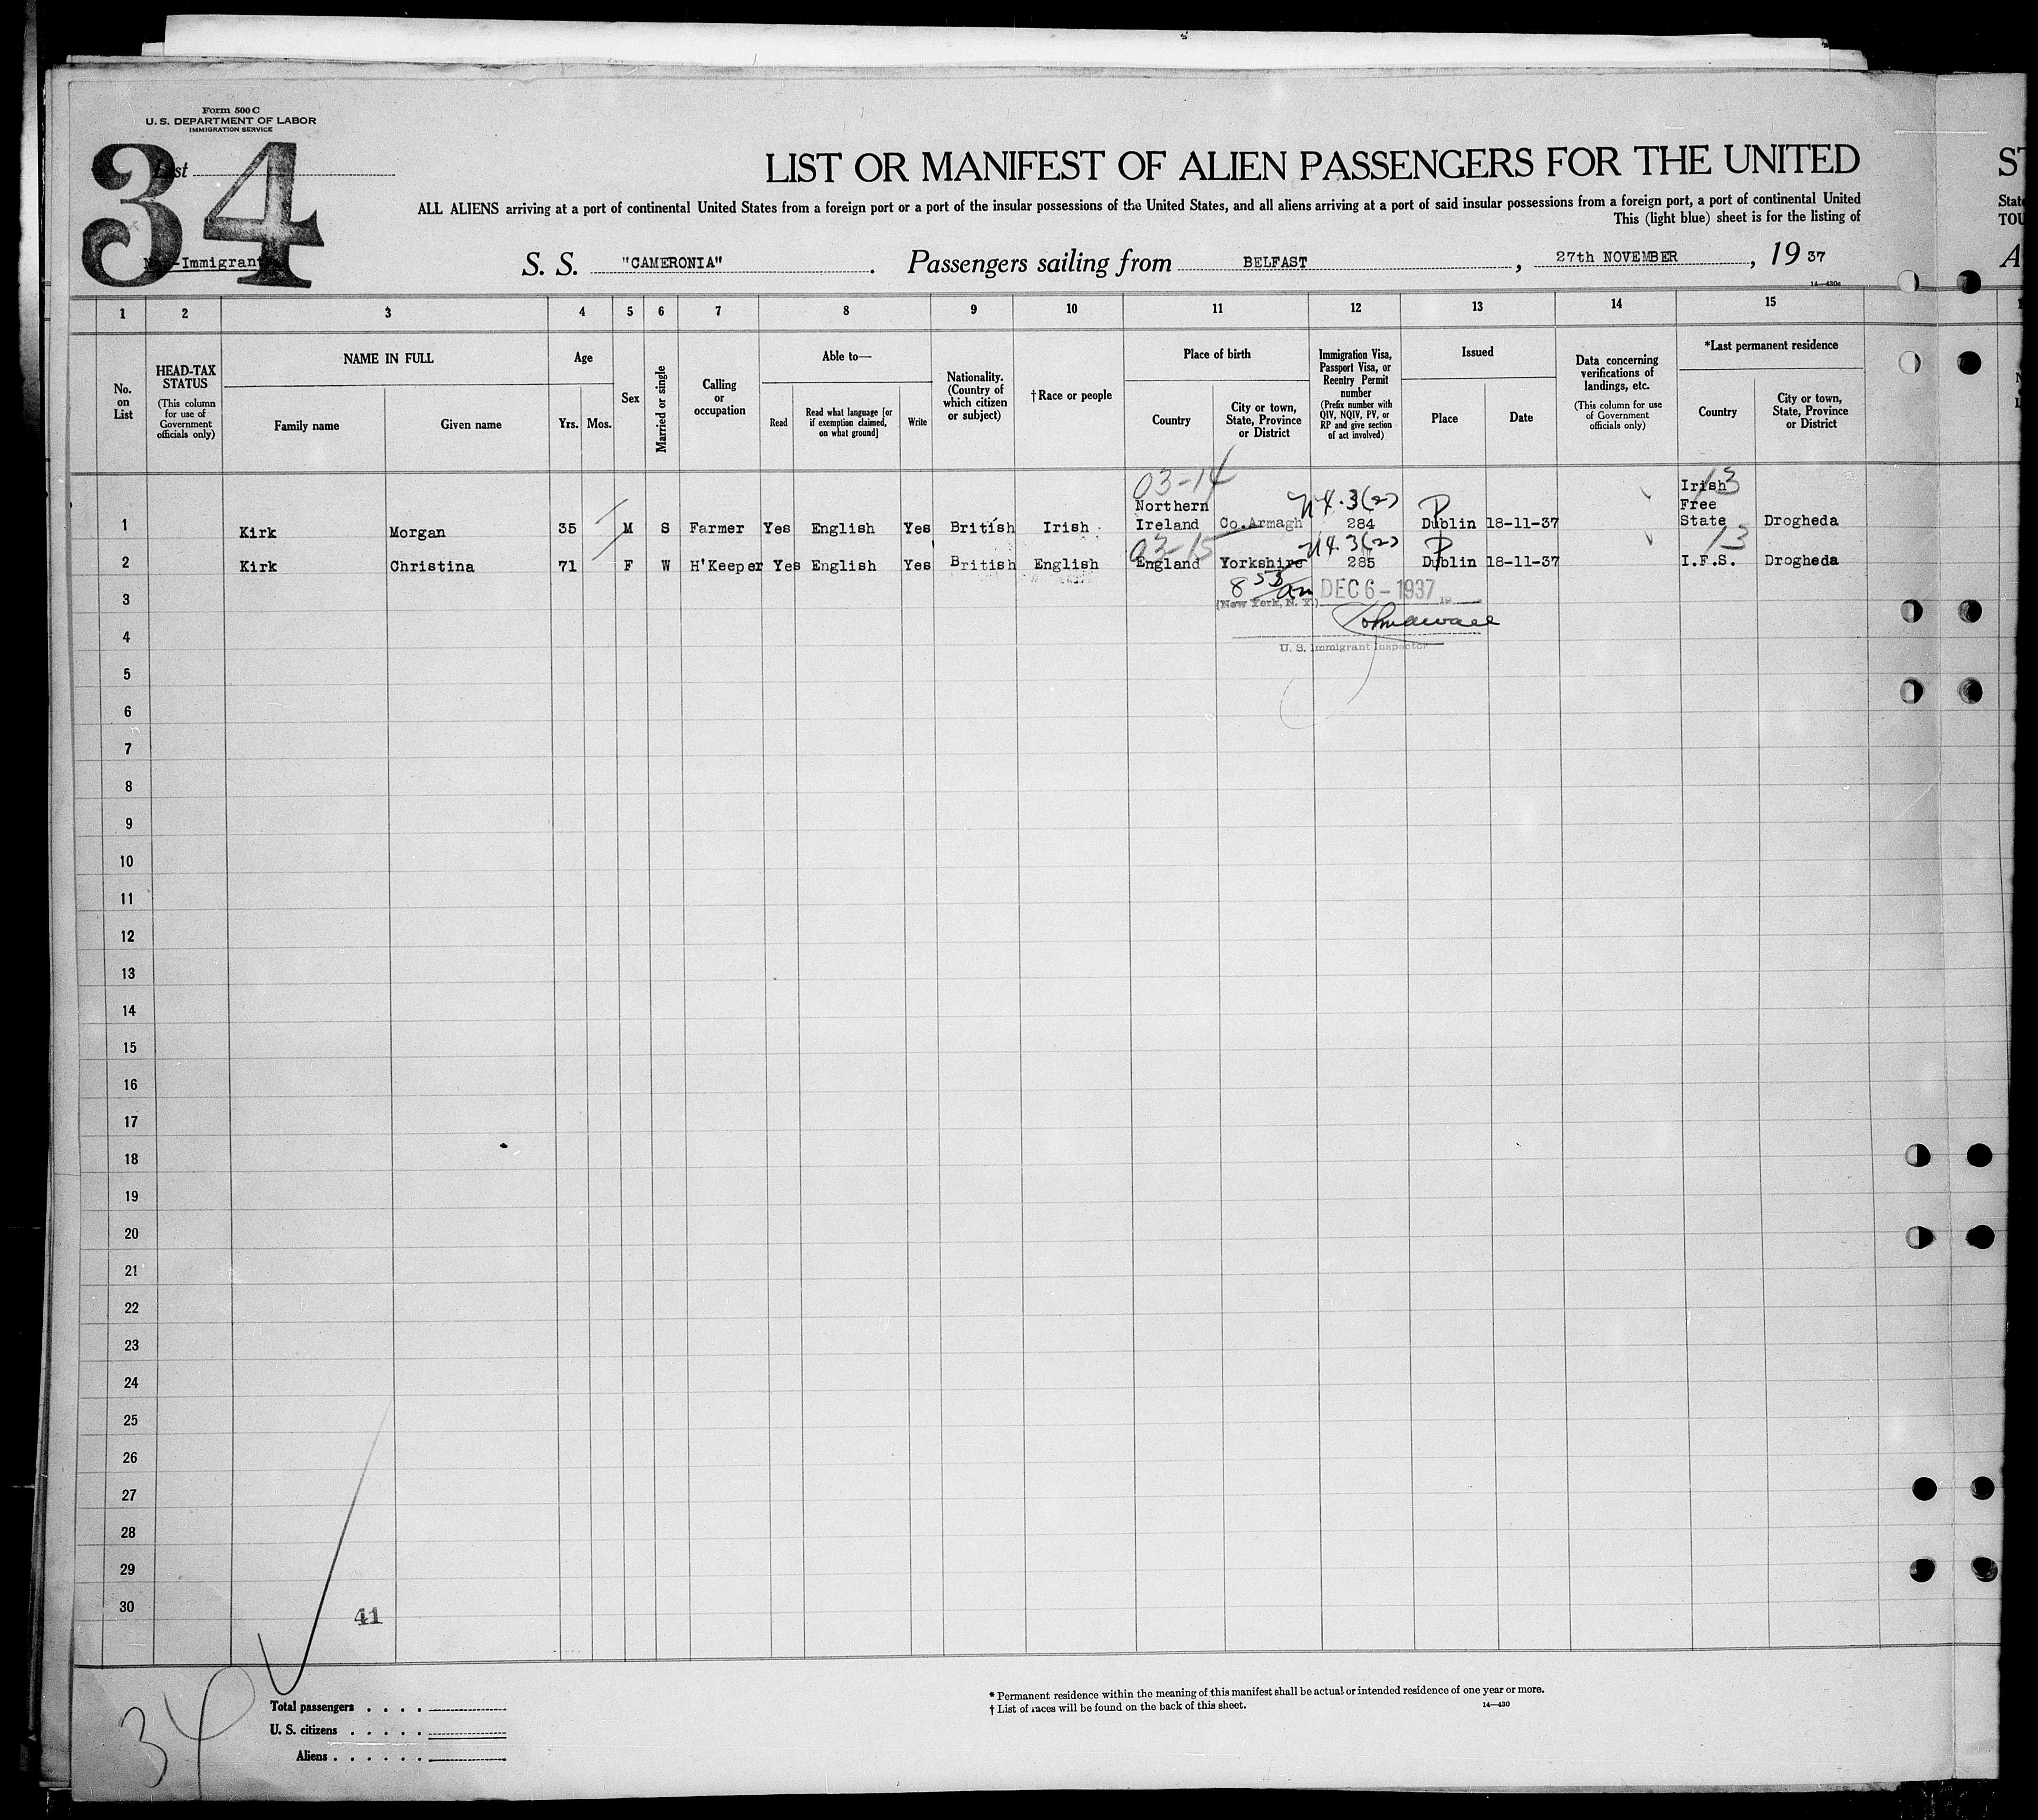 Form 500 C
U. S. DEPARTMENT OF LABOR
IMMIGRATION SERVICE
34
List
LIST OR MANIFEST OF ALIEN PASSENGERS FOR THE UNITED
ST
ALL ALIENS arriving at a port of continental United States from a foreign port or a port of the insular possessions of the United States, and all aliens arriving at a port of said insular possessions from a foreign port, a port of continental United
State
This (light blue) sheet is for the listing of
TOU
Non-Immigrant
S. S. "CAMERONIA". Passengers sailing from BELFAST, 27th NOVEMBER, 19 37
A
14—430a
1 2 3 4 5 6 7 8 9 10 11 12 13 14 15
No. on List
HEAD-TAX STATUS
(This column for use of Government officials only)
NAME IN FULL
Family name
Given name
Age
Yrs. Mos.
Sex
Married or single
Calling or occupation
Able to—
Read
Read what language [or if exemption claimed, on what ground]
Write
Nationality. (Country of which citizen or subject)
†Race or people
Place of birth
Country
City or town, State, Province or District
Immigration Visa, Passport Visa, or Reentry Permit number
(Prefix number with QIV, NQIV, PV, or RP and give section of act involved)
Issued
Place
Date
Data concerning verifications of landings, etc.
(This column for use of Government officials only)
*Last permanent residence
Country
City or town, State, Province or District
03-14
4.3(2)
P
13
1 Kirk Morgan 35 M S Farmer Yes English Yes British Irish Northern Ireland Co.Armagh 284 Dublin 18-11-37 Irish Free State Drogheda
03-15
4.3(2)
P
13
2 Kirk Christina 71 F W H'Keeper Yes English Yes British English England Yorkshire 285 Dublin 18-11-37 I.F.S. Drogheda
8 53 am
3 (New York, N. Y.) DEC 6 - 1937 19
4
U. S. Immigrant Inspector
5
6
7
8
9
10
11
12
13
14
15
16
17
18
19
20
21
22
23
24
25
26
27
28
29
30
41
34
Total passengers . . . .
U. S. citizens . . . . .
Aliens . . . . . .
* Permanent residence within the meaning of this manifest shall be actual or intended residence of one year or more.
† List of races will be found on the back of this sheet.
14—430